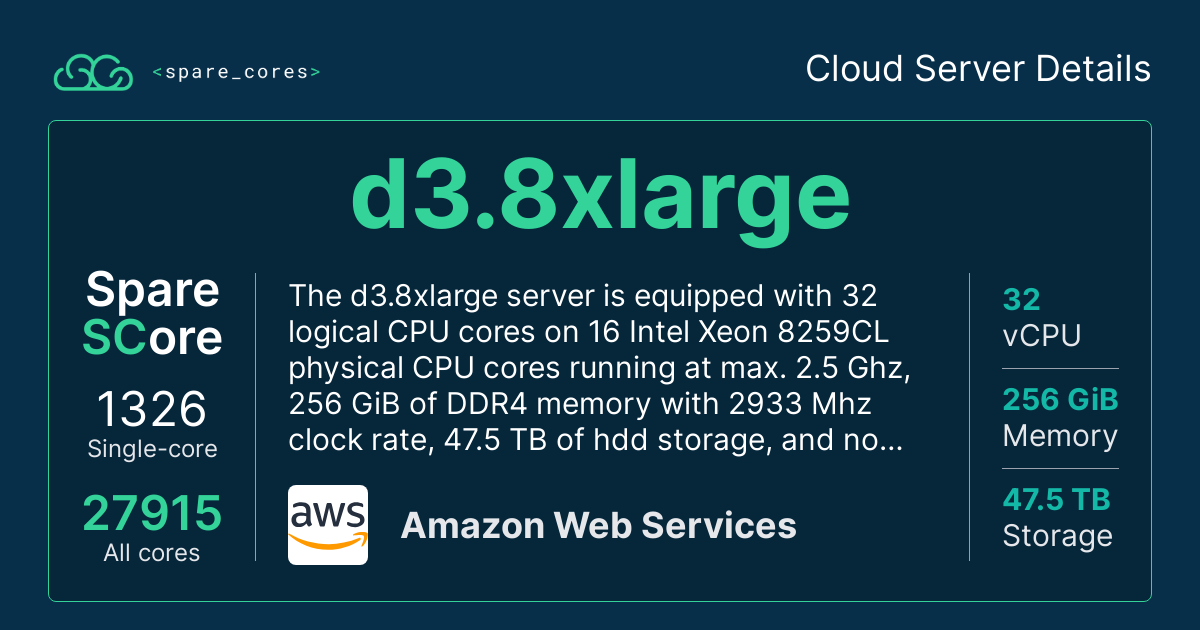 <spare_cores>
Cloud Server Details
d3.8xlarge
Spare
SCore
1326
Single-core
27915
All cores
The d3.8xlarge server is equipped with 32
logical CPU cores on 16 Intel Xeon 8259CL
physical CPU cores running at max. 2.5 Ghz,
256 GiB of DDR4 memory with 2933 Mhz
clock rate, 47.5 TB of hdd storage, and no...
aws
Amazon Web Services
32
vCPU
256 GiB
Memory
47.5 TB
Storage